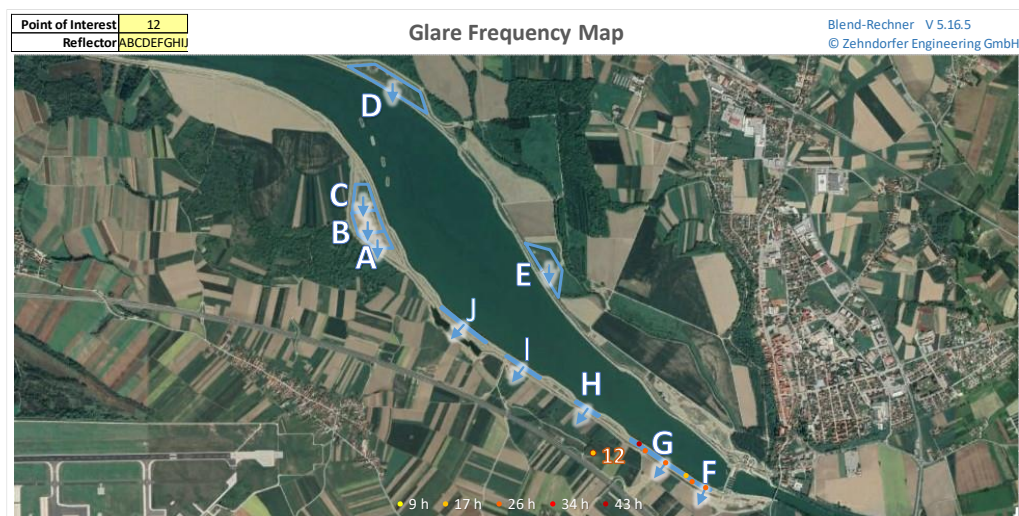 Point of Interest 12
Reflector ABCDEFGHIJ
Glare Frequency Map
Blend-Rechner V 5.16.5
© Zehndorfer Engineering GmbH
D
C
B
A
E
J
I
H
G
12
F
9 h 17 h 26 h 34 h 43 h